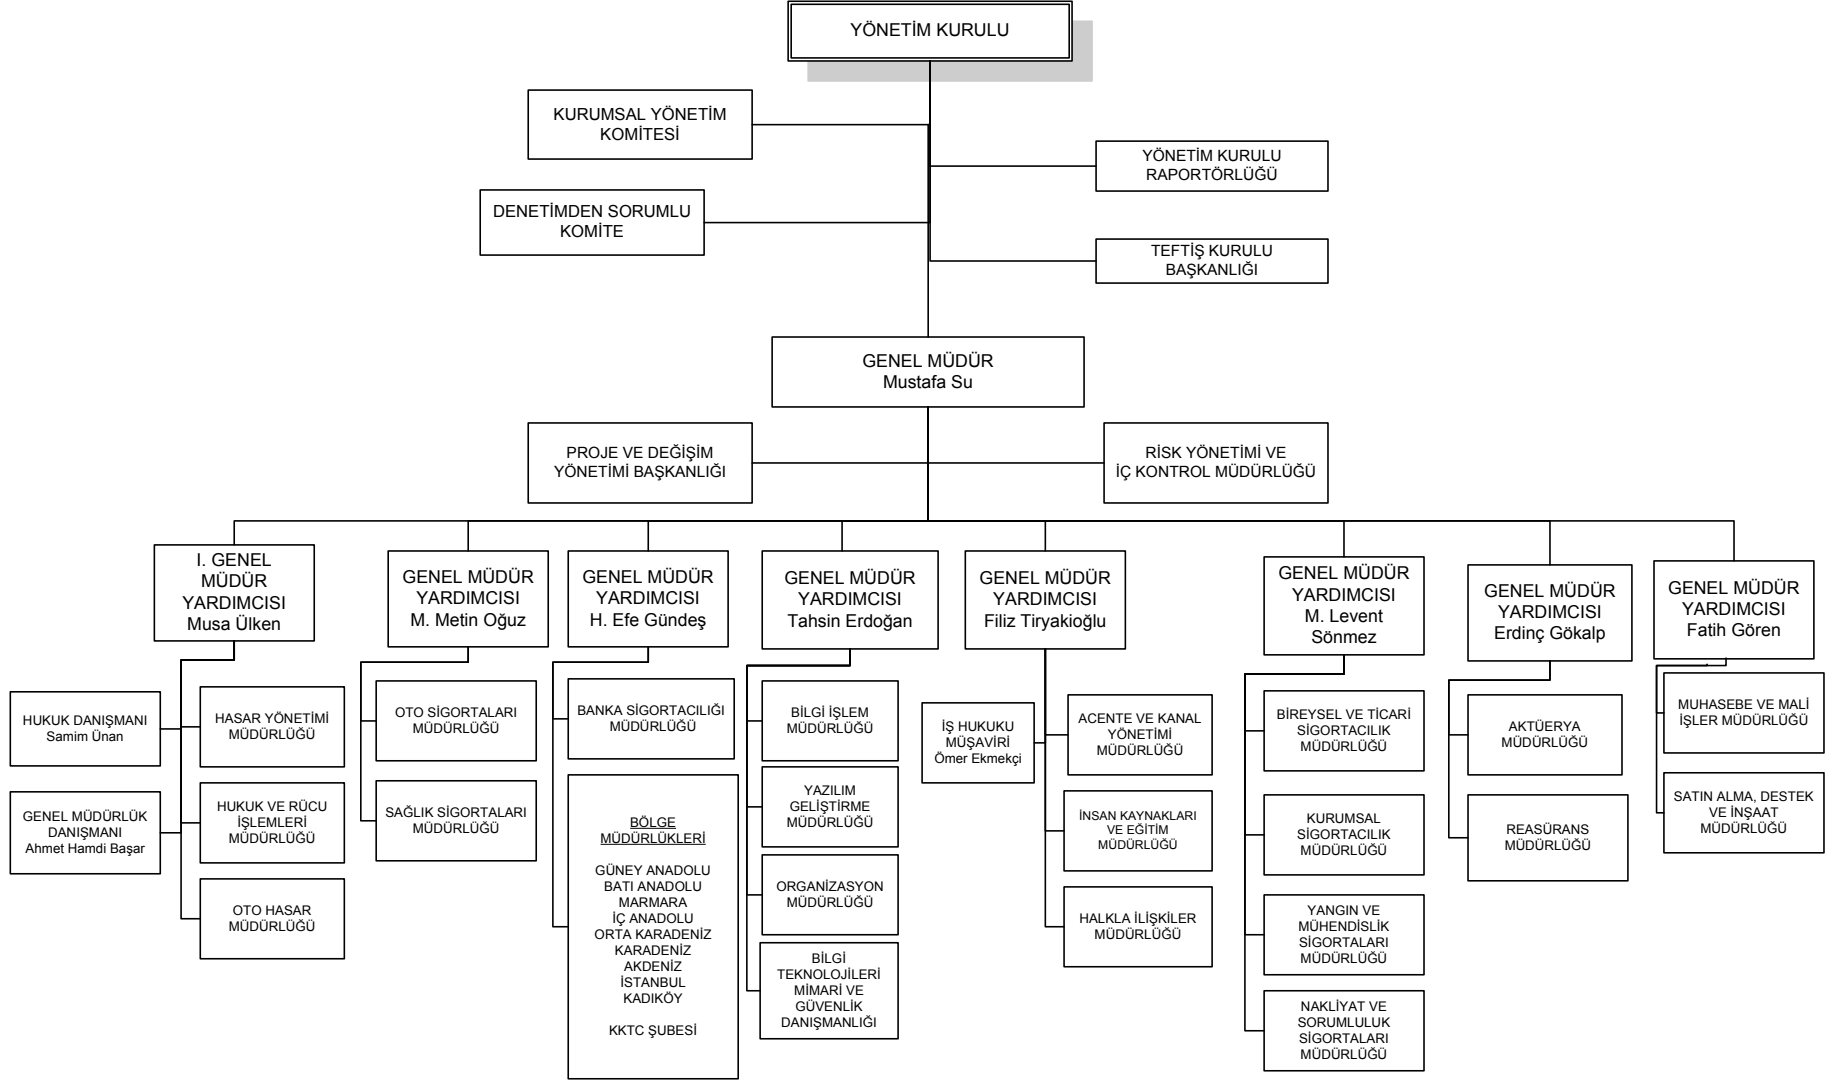 YÖNETİM KURULU
KURUMSAL YÖNETİM
KOMİTESİ
YÖNETİM KURULU
RAPORTÖRLÜĞÜ
DENETİMDEN SORUMLU
KOMİTE
TEFTİŞ KURULU
BAŞKANLIĞI
GENEL MÜDÜR
Mustafa Su
PROJE VE DEĞİŞİM
YÖNETİMİ BAŞKANLIĞI
RİSK YÖNETİMİ VE
İÇ KONTROL MÜDÜRLÜĞÜ
I. GENEL
MÜDÜR
YARDIMCISI
Musa Ülken
GENEL MÜDÜR
YARDIMCISI
M. Metin Oğuz
GENEL MÜDÜR
YARDIMCISI
H. Efe Gündeş
GENEL MÜDÜR
YARDIMCISI
Tahsin Erdoğan
GENEL MÜDÜR
YARDIMCISI
Filiz Tiryakioğlu
GENEL MÜDÜR
YARDIMCISI
M. Levent
Sönmez
GENEL MÜDÜR
YARDIMCISI
Erdinç Gökalp
GENEL MÜDÜR
YARDIMCISI
Fatih Gören
HUKUK DANIŞMANI
Samim Ünan
GENEL MÜDÜRLÜK
DANIŞMANI
Ahmet Hamdi Başar
HASAR YÖNETİMİ
MÜDÜRLÜĞÜ
HUKUK VE RÜCU
İŞLEMLERİ
MÜDÜRLÜĞÜ
OTO HASAR
MÜDÜRLÜĞÜ
OTO SİGORTALARI
MÜDÜRLÜĞÜ
SAĞLIK SİGORTALARI
MÜDÜRLÜĞÜ
BANKA SİGORTACILIĞI
MÜDÜRLÜĞÜ
BÖLGE
MÜDÜRLÜKLERİ
GÜNEY ANADOLU
BATI ANADOLU
MARMARA
İÇ ANADOLU
ORTA KARADENİZ
KARADENİZ
AKDENİZ
İSTANBUL
KADIKÖY
KKTC ŞUBESİ
BİLGİ İŞLEM
MÜDÜRLÜĞÜ
YAZILIM
GELİŞTİRME
MÜDÜRLÜĞÜ
ORGANİZASYON
MÜDÜRLÜĞÜ
BİLGİ
TEKNOLOJİLERİ
MİMARİ VE
GÜVENLİK
DANIŞMANLIĞI
İŞ HUKUKU
MÜŞAVİRİ
Ömer Ekmekçi
ACENTE VE KANAL
YÖNETİMİ
MÜDÜRLÜĞÜ
İNSAN KAYNAKLARI
VE EĞİTİM
MÜDÜRLÜĞÜ
HALKLA İLİŞKİLER
MÜDÜRLÜĞÜ
BİREYSEL VE TİCARİ
SİGORTACILIK
MÜDÜRLÜĞÜ
KURUMSAL
SİGORTACILIK
MÜDÜRLÜĞÜ
YANGIN VE
MÜHENDİSLİK
SİGORTALARI
MÜDÜRLÜĞÜ
NAKLİYAT VE
SORUMLULUK
SİGORTALARI
MÜDÜRLÜĞÜ
AKTÜERYA
MÜDÜRLÜĞÜ
REASÜRANS
MÜDÜRLÜĞÜ
MUHASEBE VE MALİ
İŞLER MÜDÜRLÜĞÜ
SATIN ALMA, DESTEK
VE İNŞAAT
MÜDÜRLÜĞÜ